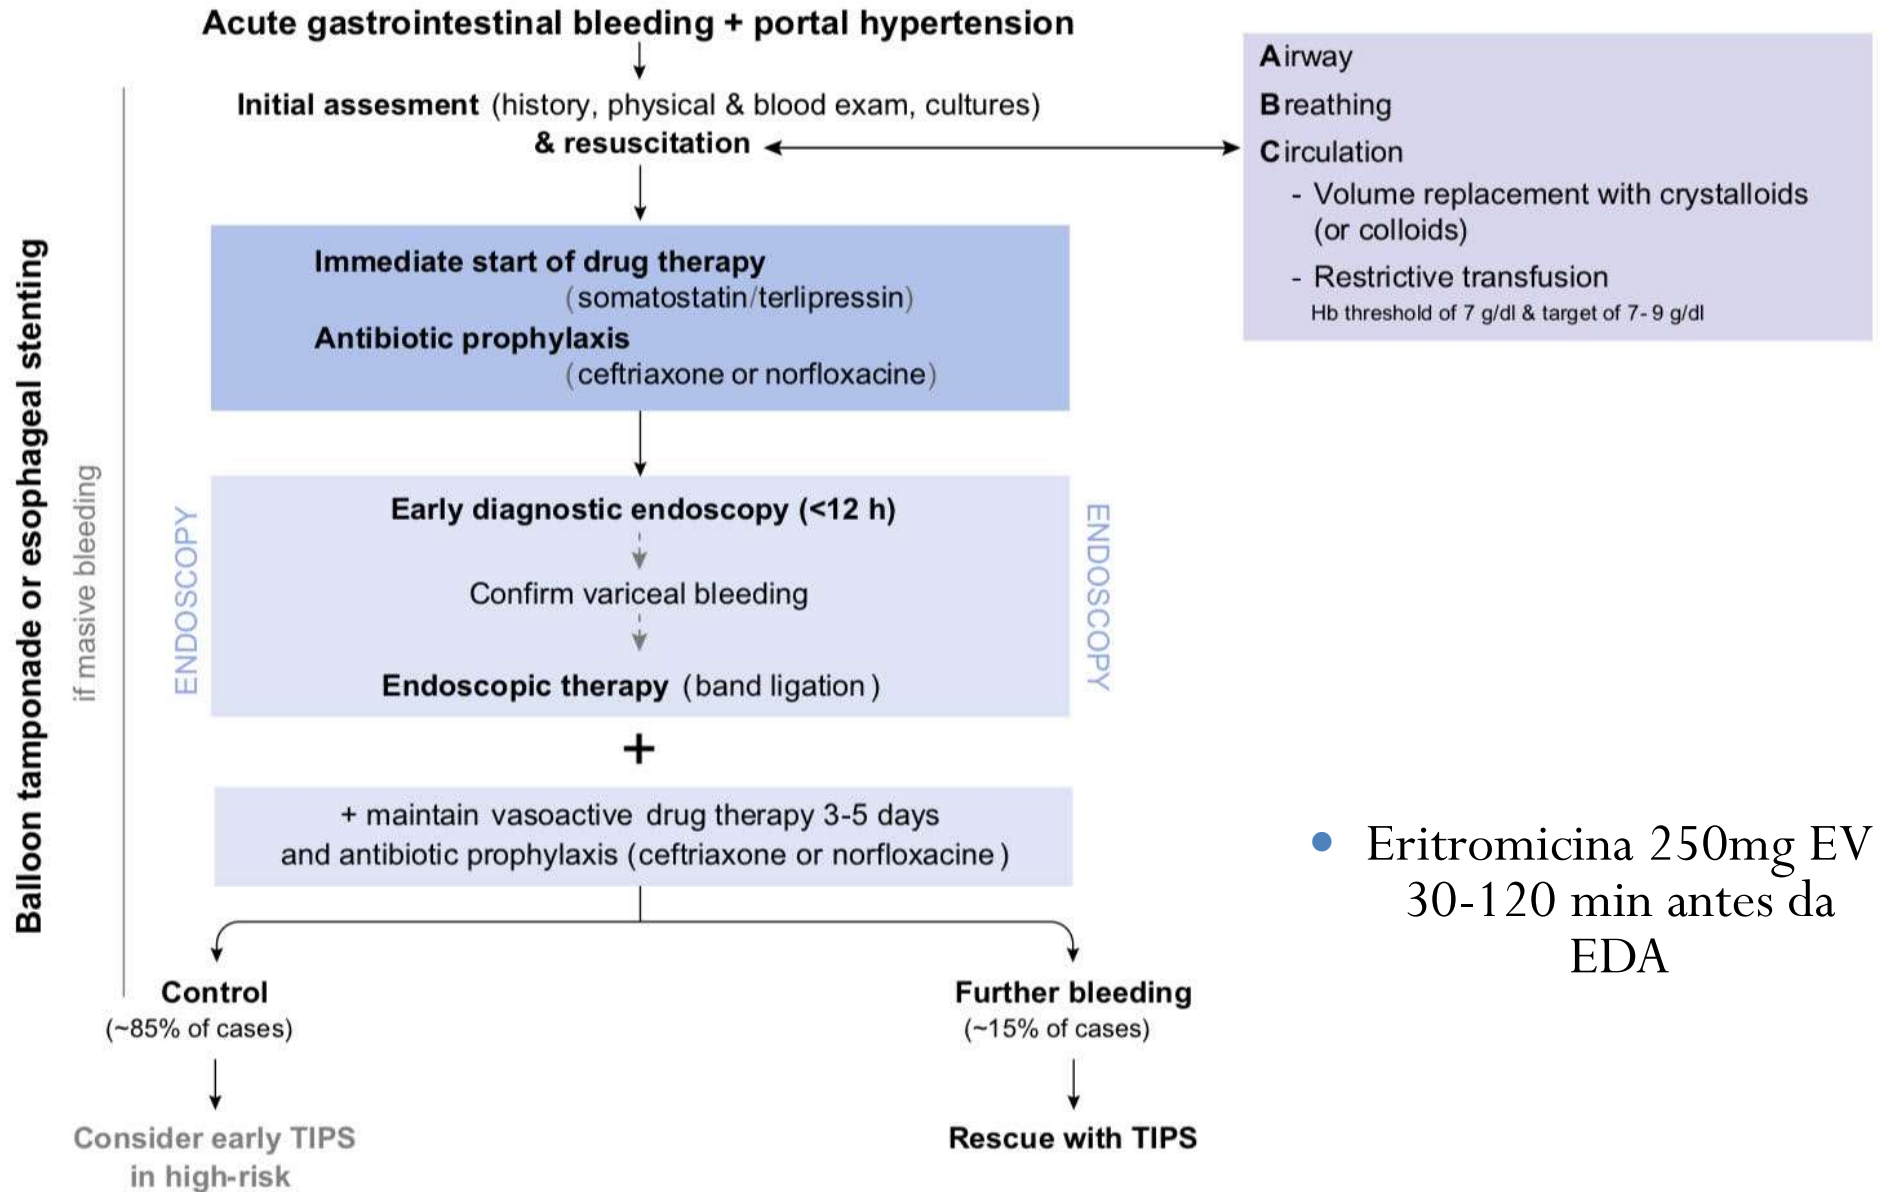 Acute gastrointestinal bleeding + portal hypertension
Initial assesment (history, physical & blood exam, cultures)
& resuscitation
Airway
Breathing
Circulation
- Volume replacement with crystalloids
(or colloids)
- Restrictive transfusion
Hb threshold of 7 g/dl & target of 7-9 g/dl
Immediate start of drug therapy
(somatostatin/terlipressin)
Antibiotic prophylaxis
(ceftriaxone or norfloxacine)
Balloon tamponade or esophageal stenting
if masive bleeding
ENDOSCOPY
Early diagnostic endoscopy (<12 h)
Confirm variceal bleeding
Endoscopic therapy (band ligation)
ENDOSCOPY
+
+ maintain vasoactive drug therapy 3-5 days
and antibiotic prophylaxis (ceftriaxone or norfloxacine)
• Eritromicina 250mg EV
30-120 min antes da
EDA
Control
(~85% of cases)
Further bleeding
(~15% of cases)
Consider early TIPS
in high-risk
Rescue with TIPS